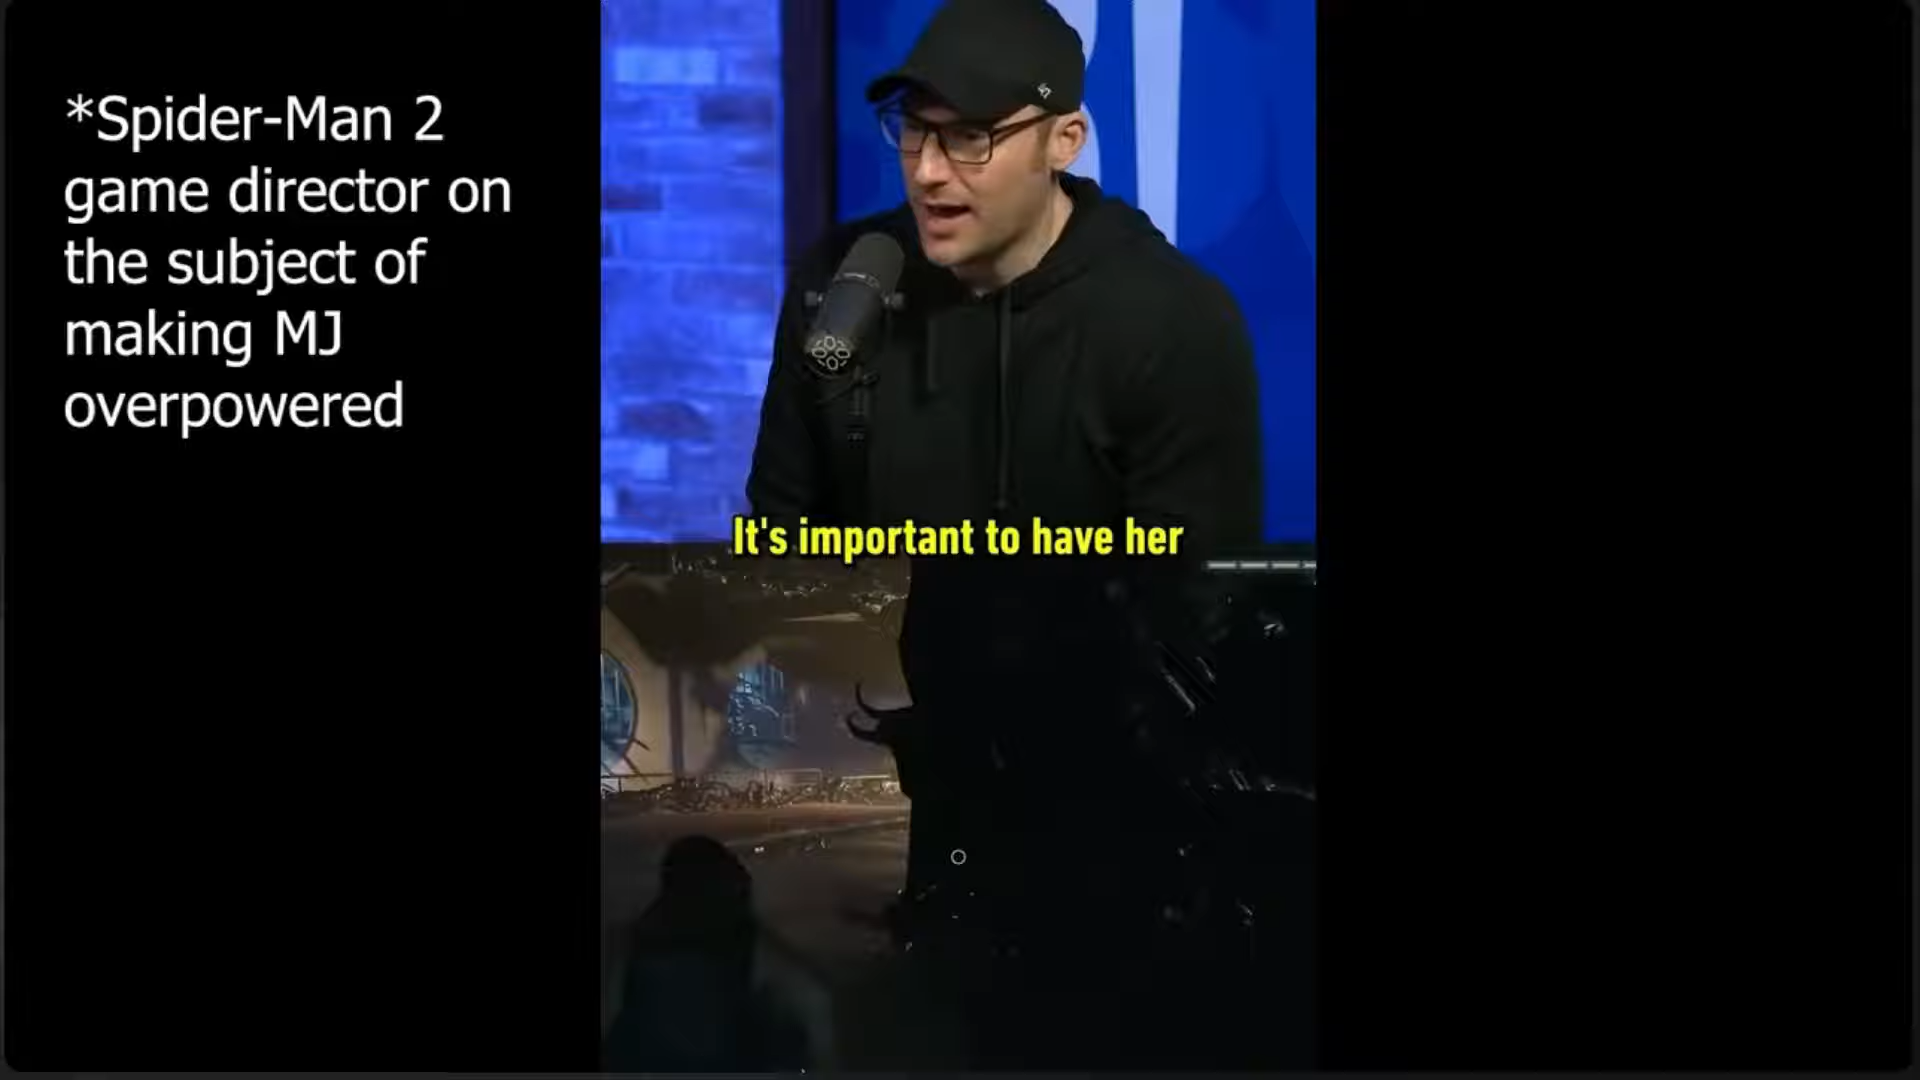 *Spider-Man 2
game director on
the subject of
making MJ
overpowered
It's important to have her